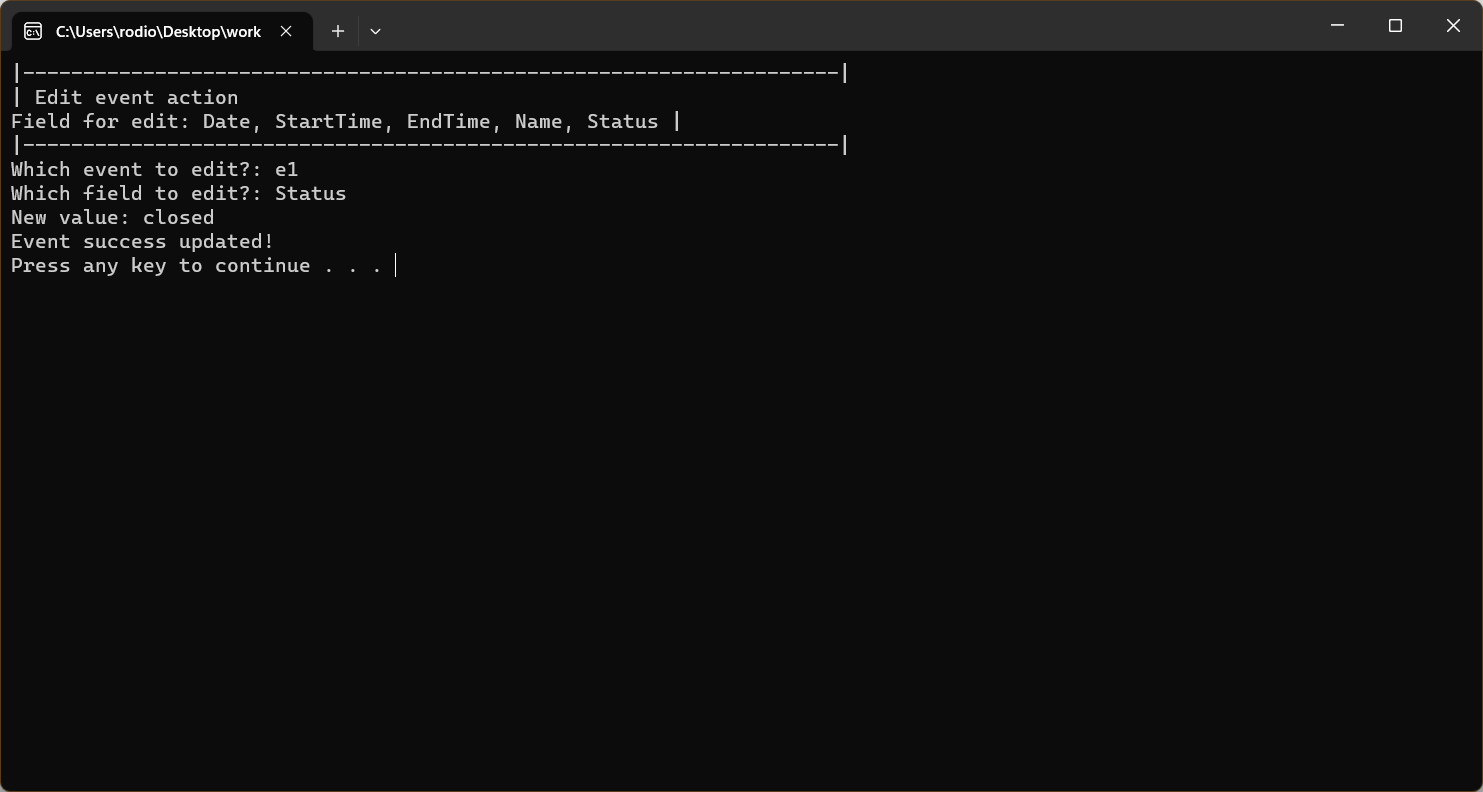 C:\Users\rodio\Desktop\work
|--------------------------------------------------------------------|
| Edit event action
Field for edit: Date, StartTime, EndTime, Name, Status |
|--------------------------------------------------------------------|
Which event to edit?: e1
Which field to edit?: Status
New value: closed
Event success updated!
Press any key to continue . . .